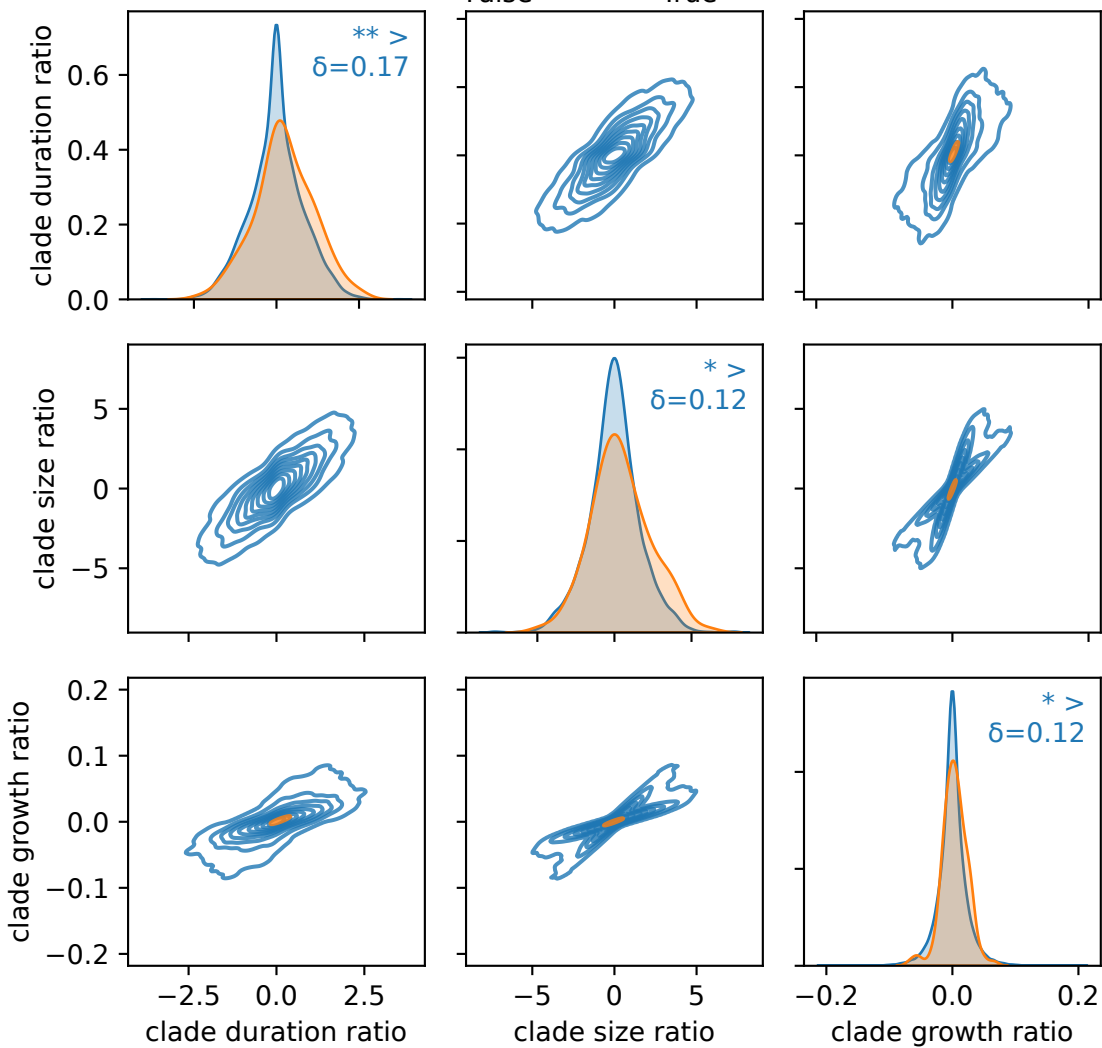 True
clade duration ratio
0.6
0.4
0.2
0.0
** >
δ=0.17
clade size ratio
5
0
−5
* >
δ=0.12
clade growth ratio
0.2
0.1
0.0
−0.1
−0.2
* >
δ=0.12
−2.5 0.0 2.5
−5 0 5
−0.2 0.0 0.2
clade duration ratio
clade size ratio
clade growth ratio